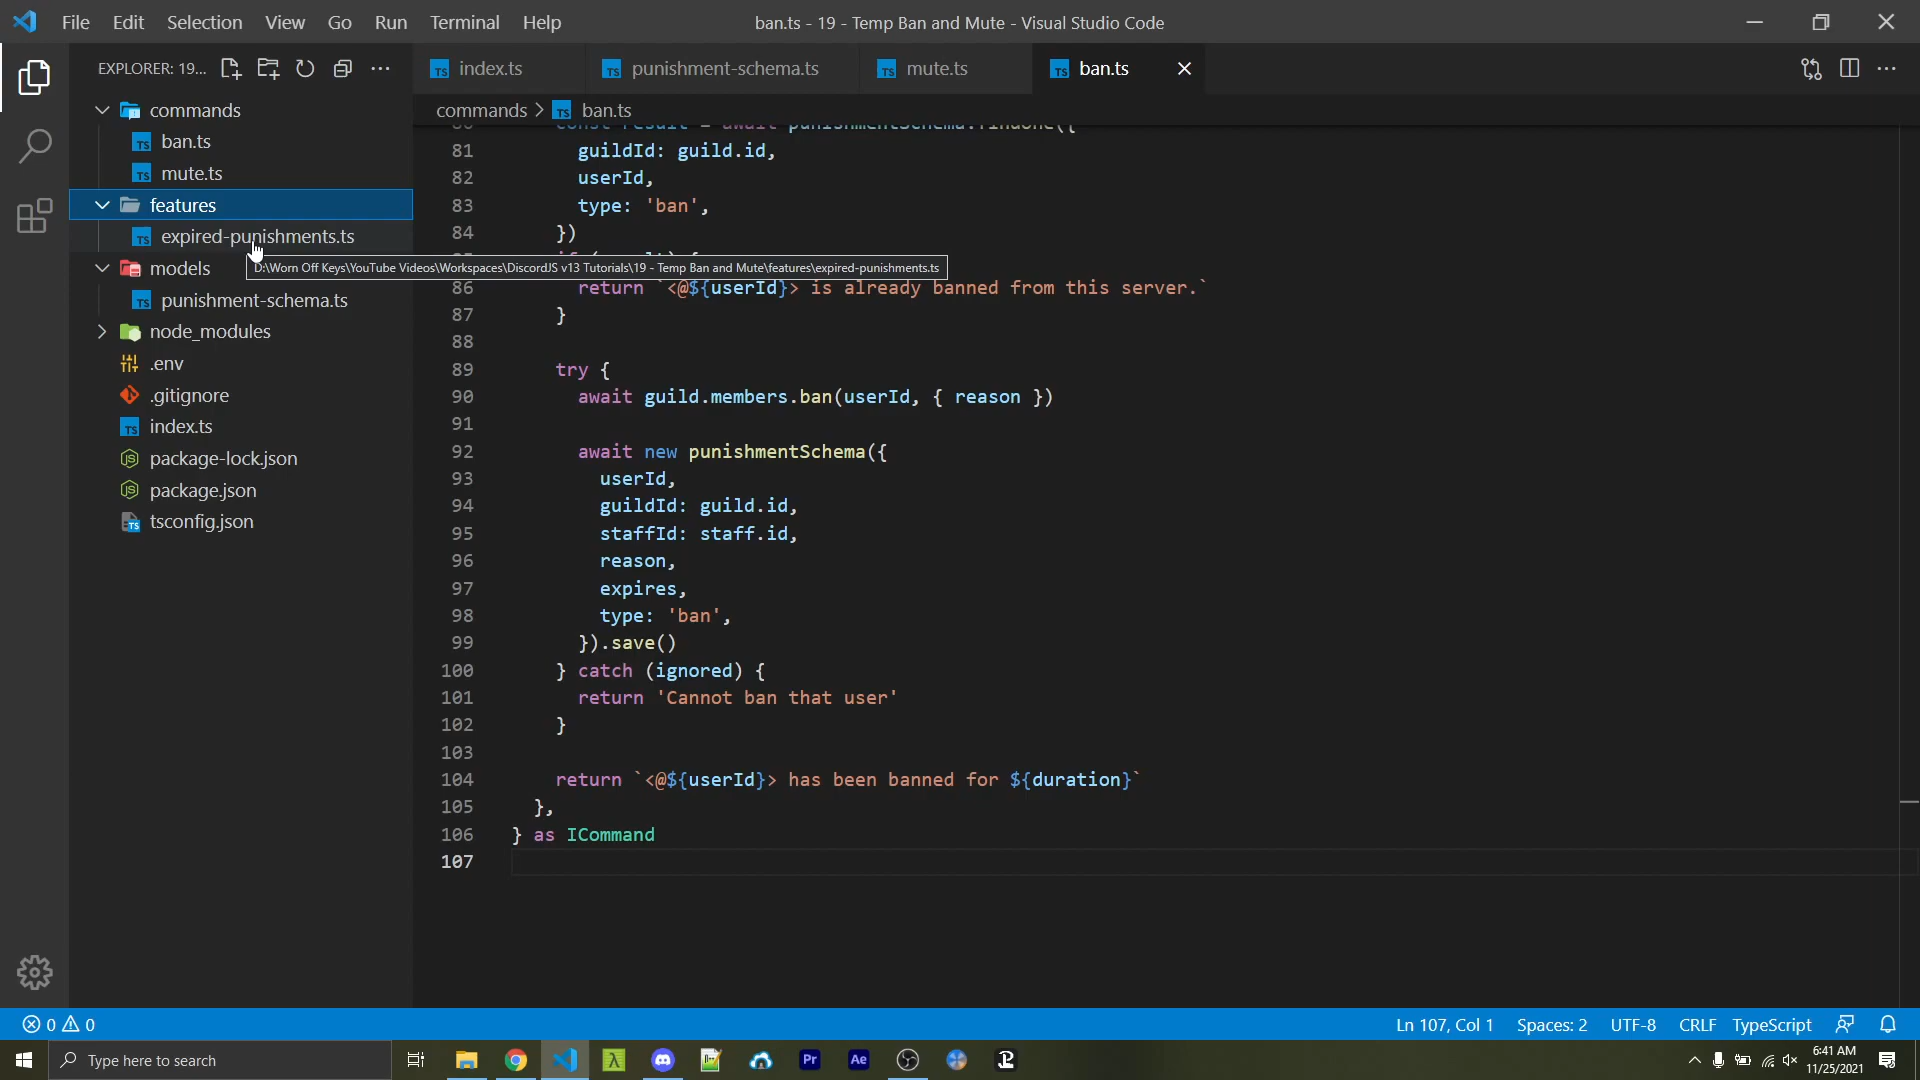 File Edit Selection View Go Run Terminal Help
ban.ts - 19 - Temp Ban and Mute - Visual Studio Code
EXPLORER: 19...
commands
ban.ts
mute.ts
features
expired-punishments.ts
models
punishment-schema.ts
node_modules
.env
.gitignore
index.ts
package-lock.json
package.json
tsconfig.json
D:\Worn Off Keys\YouTube Videos\Workspaces\DiscordJS v13 Tutorials\19 - Temp Ban and Mute\features\expired-punishments.ts
index.ts punishment-schema.ts mute.ts ban.ts
commands > ban.ts
const result = await punishmentSchema.findOne({
81 guildId: guild.id,
82 userId,
83 type: 'ban',
84 })
86 return `<@${userId}> is already banned from this server.`
87 }
88
89 try {
90 await guild.members.ban(userId, { reason })
91
92 await new punishmentSchema({
93 userId,
94 guildId: guild.id,
95 staffId: staff.id,
96 reason,
97 expires,
98 type: 'ban',
99 }).save()
100 } catch (ignored) {
101 return 'Cannot ban that user'
102 }
103
104 return `<@${userId}> has been banned for ${duration}`
105 },
106 } as ICommand
107
0 0
Ln 107, Col 1 Spaces: 2 UTF-8 CRLF TypeScript
Type here to search
Pr Ae
6:41 AM
11/25/2021